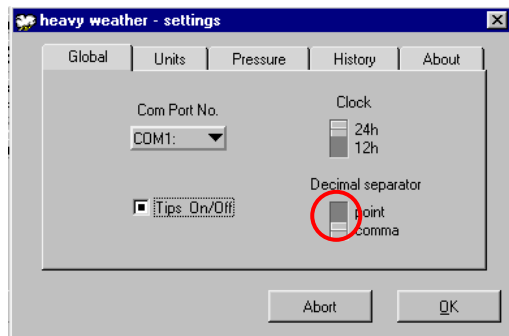 heavy weather - settings
Global Units Pressure History About
Com Port No.
COM1:
Clock
24h
12h
Tips On/Off
Decimal separator
point
comma
Abort OK